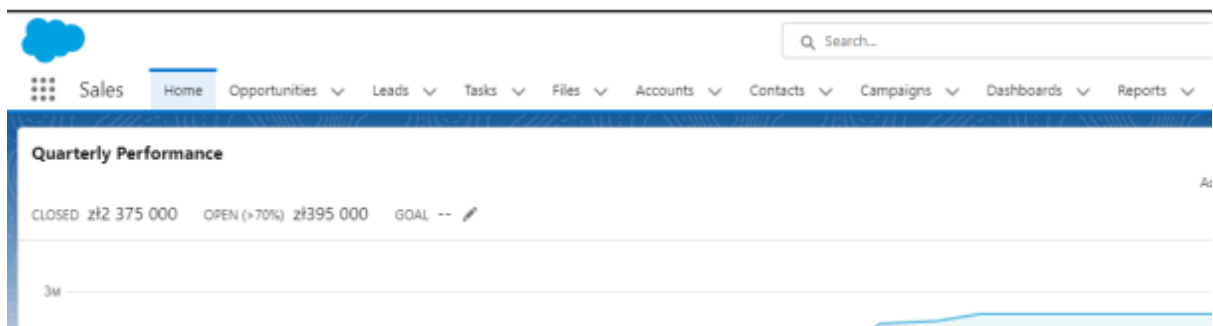 Search...
Sales Home Opportunities Leads Tasks Files Accounts Contacts Campaigns Dashboards Reports
Quarterly Performance
CLOSED zł2 375 000 OPEN (>70%) zł395 000 GOAL --
3M